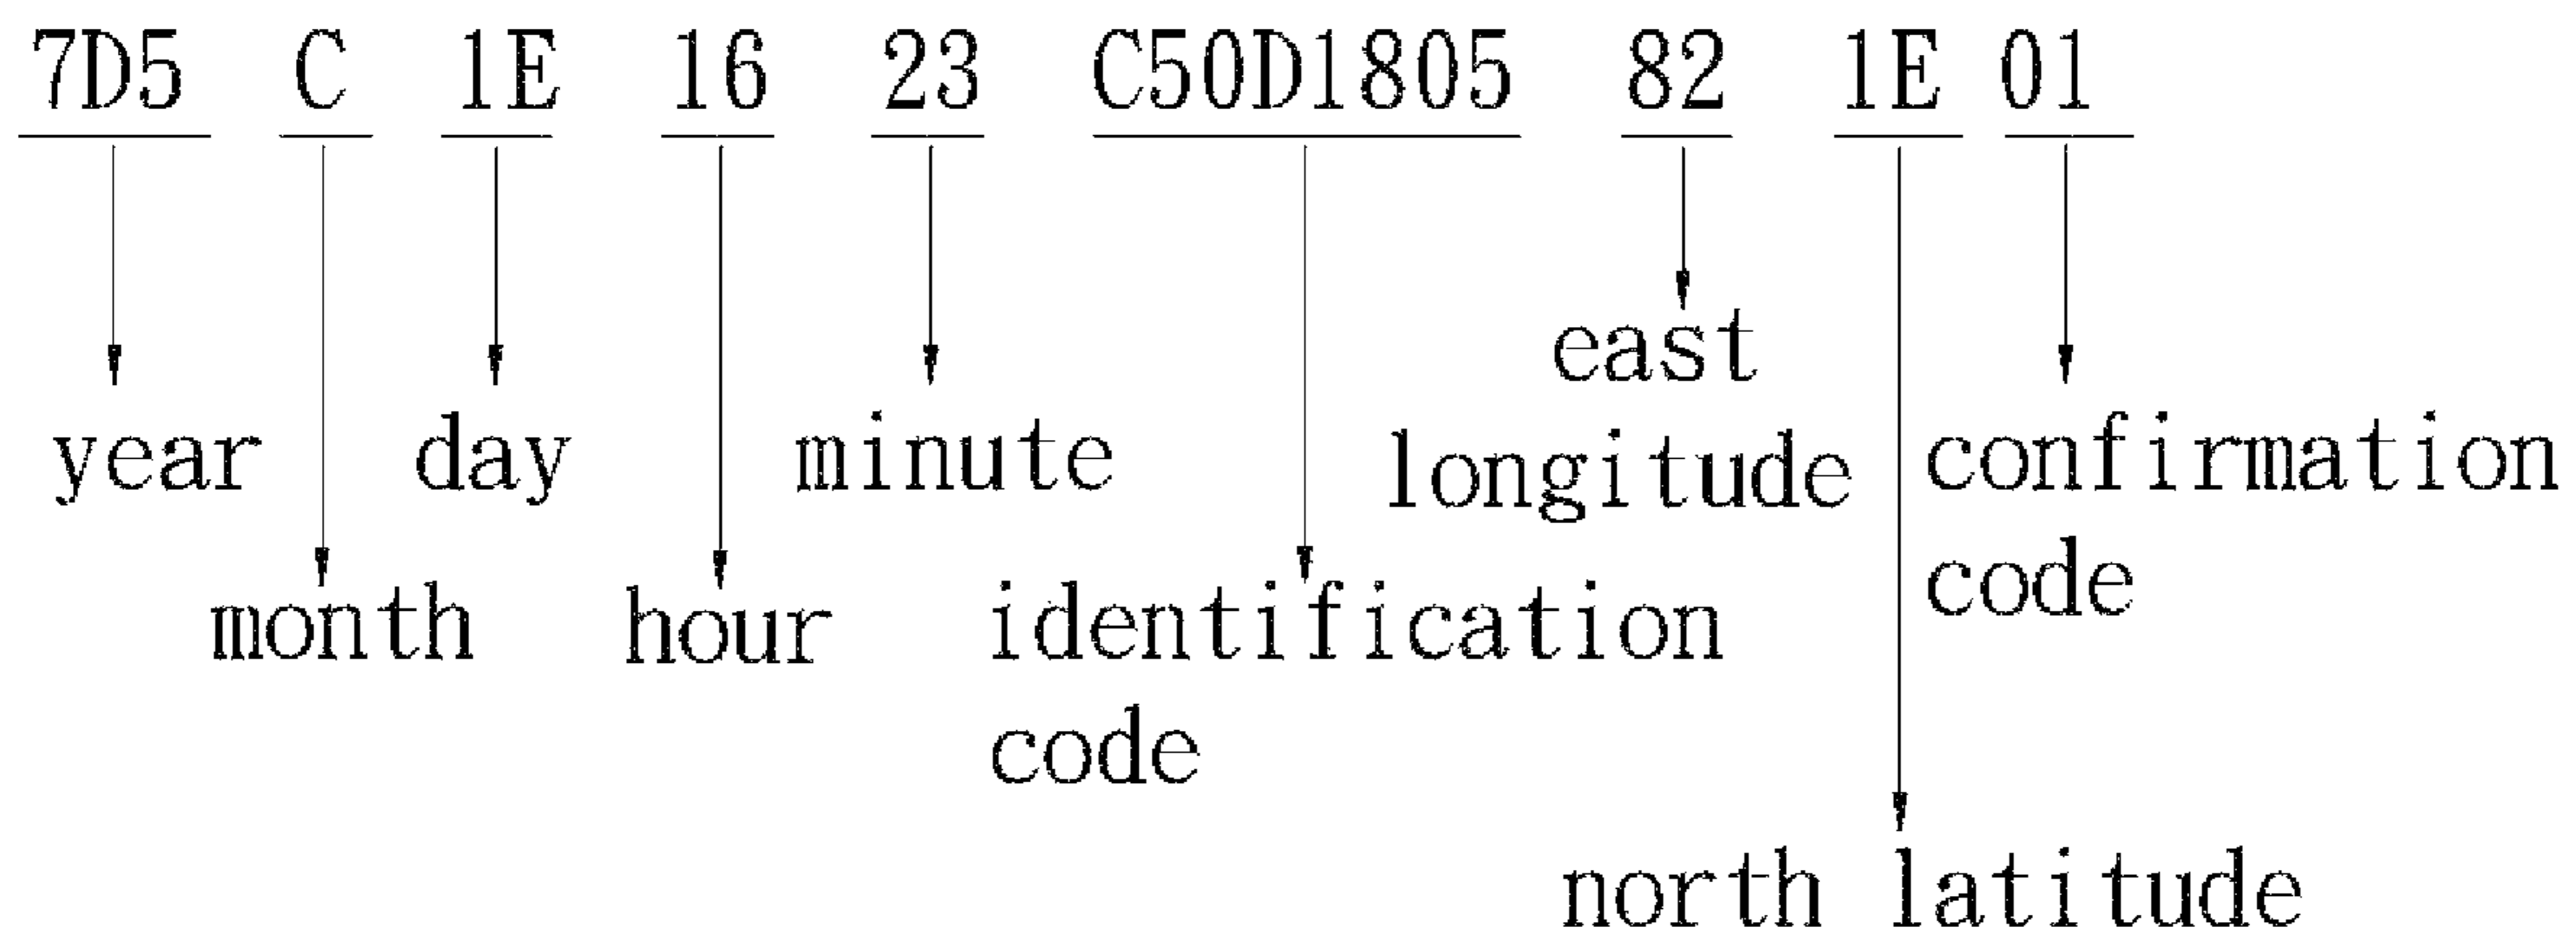 7D5 C 1E 16 23 C50D1805 82 1E 01
east
longitude
year day minute confirmation
code
month hour identification
code
north latitude